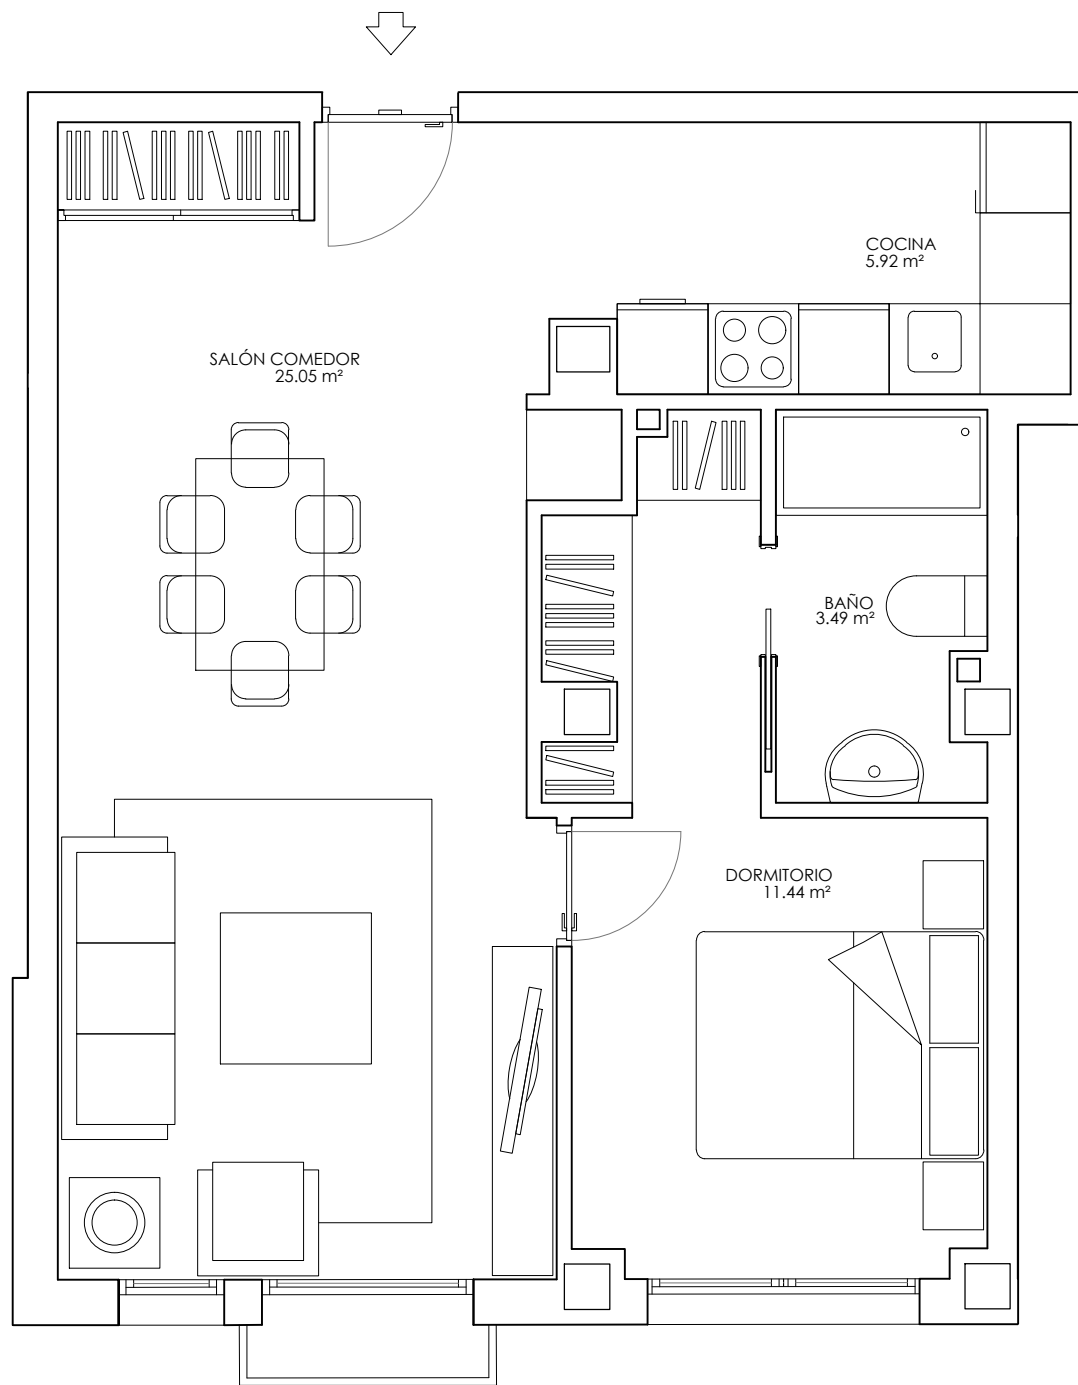 COCINA
5.92 m²
SALÓN COMEDOR
25.05 m²
BAÑO
3.49 m²
DORMITORIO
11.44 m²